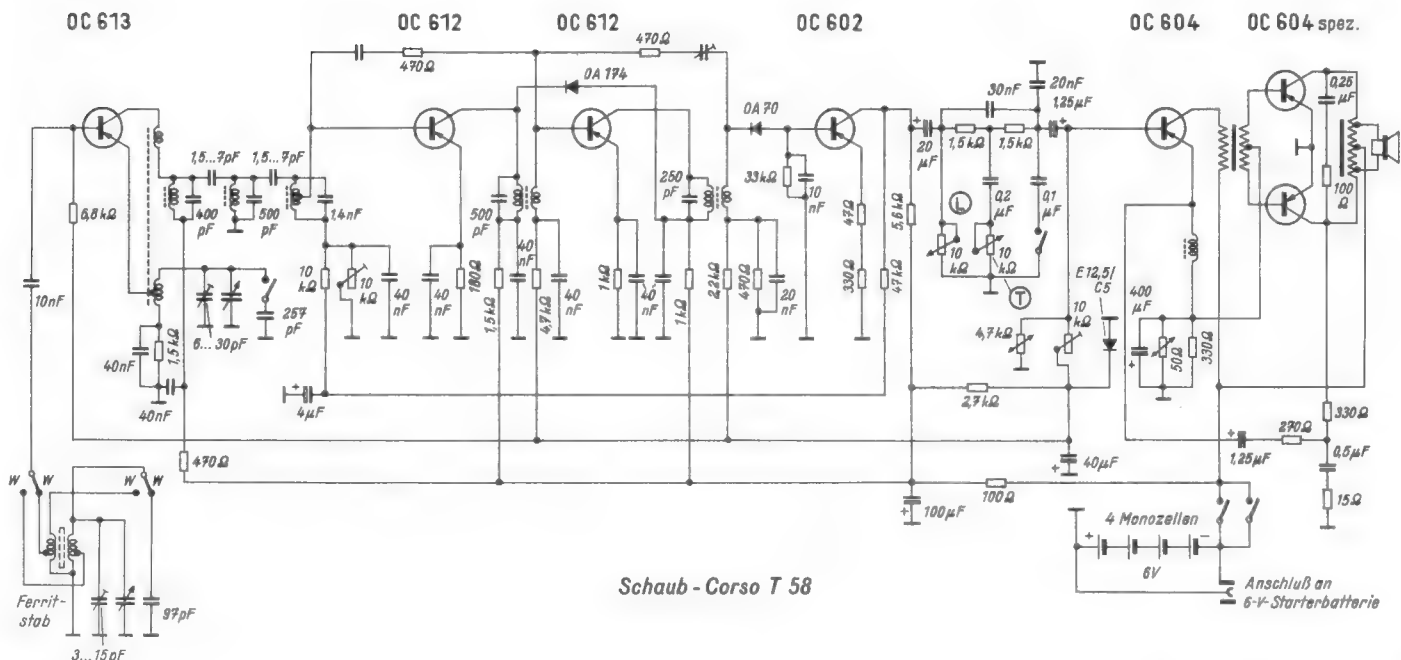 OC 613
OC 612
OC 612
OC 602
OC 604
OC 604 spez.
470Ω
470Ω
OA 174
OA 70
30nF
20nF
1,25µF
0,25 µF
20 µF
1,5kΩ
1,5kΩ
1,5...7pF
1,5...7pF
6,8kΩ
400 pF
500 pF
1,4nF
500 pF
250 pF
33kΩ
10 nF
47Ω
5,6kΩ
L
0,2 µF
0,1 µF
100 Ω
10nF
10 kΩ
10 kΩ
40 nF
40 nF
180Ω
1,5kΩ
40 nF
4,7kΩ
40 nF
1kΩ
40 nF
1kΩ
2,2kΩ
470Ω
20 nF
330Ω
47kΩ
10 kΩ
10 kΩ
T
E 12,5/ C5
257 pF
6...30pF
40nF
1,5kΩ
40nF
4,7kΩ
10 kΩ
400 µF
50Ω
330Ω
4µF
2,7kΩ
330Ω
270Ω
1,25µF
0,5µF
470Ω
40µF
15Ω
W
W
W
W
100µF
100Ω
4 Monozellen
6V
Ferrit-
stab
97pF
3...15pF
Schaub - Corso T 58
Anschluß an
6-V-Starterbatterie